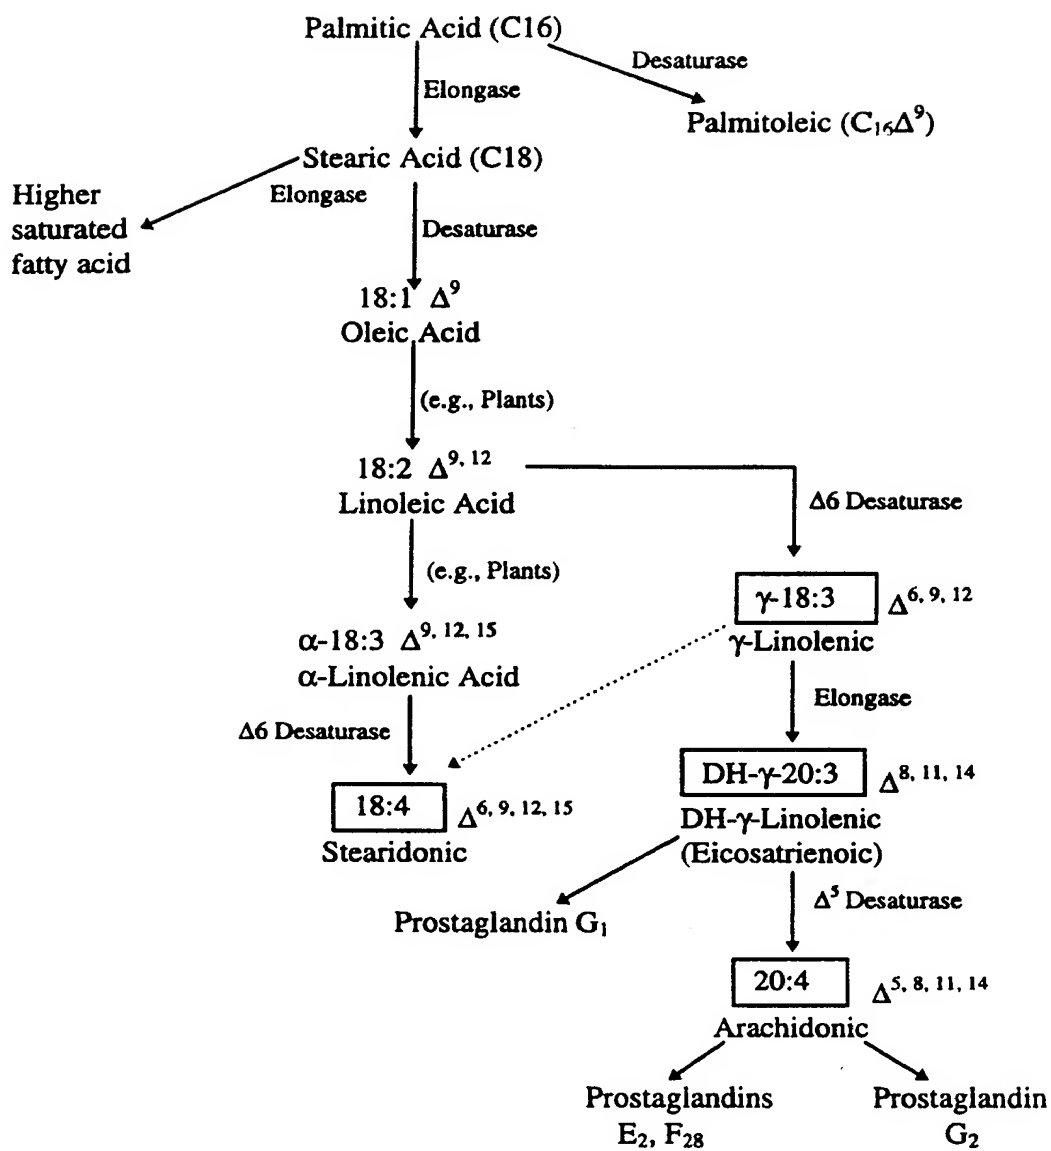 Palmitic Acid (C16)
Desaturase
Elongase
Palmitoleic (C₁₆Δ⁹)
Stearic Acid (C18)
Elongase
Higher
saturated
fatty acid
Desaturase
18:1 Δ⁹
Oleic Acid
(e.g., Plants)
18:2 Δ⁹, ¹²
Linoleic Acid
Δ6 Desaturase
(e.g., Plants)
γ-18:3 Δ⁶, ⁹, ¹²
γ-Linolenic
α-18:3 Δ⁹, ¹², ¹⁵
α-Linolenic Acid
Elongase
Δ6 Desaturase
DH-γ-20:3 Δ⁸, ¹¹, ¹⁴
DH-γ-Linolenic
(Eicosatrienoic)
18:4 Δ⁶, ⁹, ¹², ¹⁵
Stearidonic
Δ⁵ Desaturase
Prostaglandin G₁
20:4 Δ⁵, ⁸, ¹¹, ¹⁴
Arachidonic
Prostaglandins
E₂, F₂₈
Prostaglandin
G₂